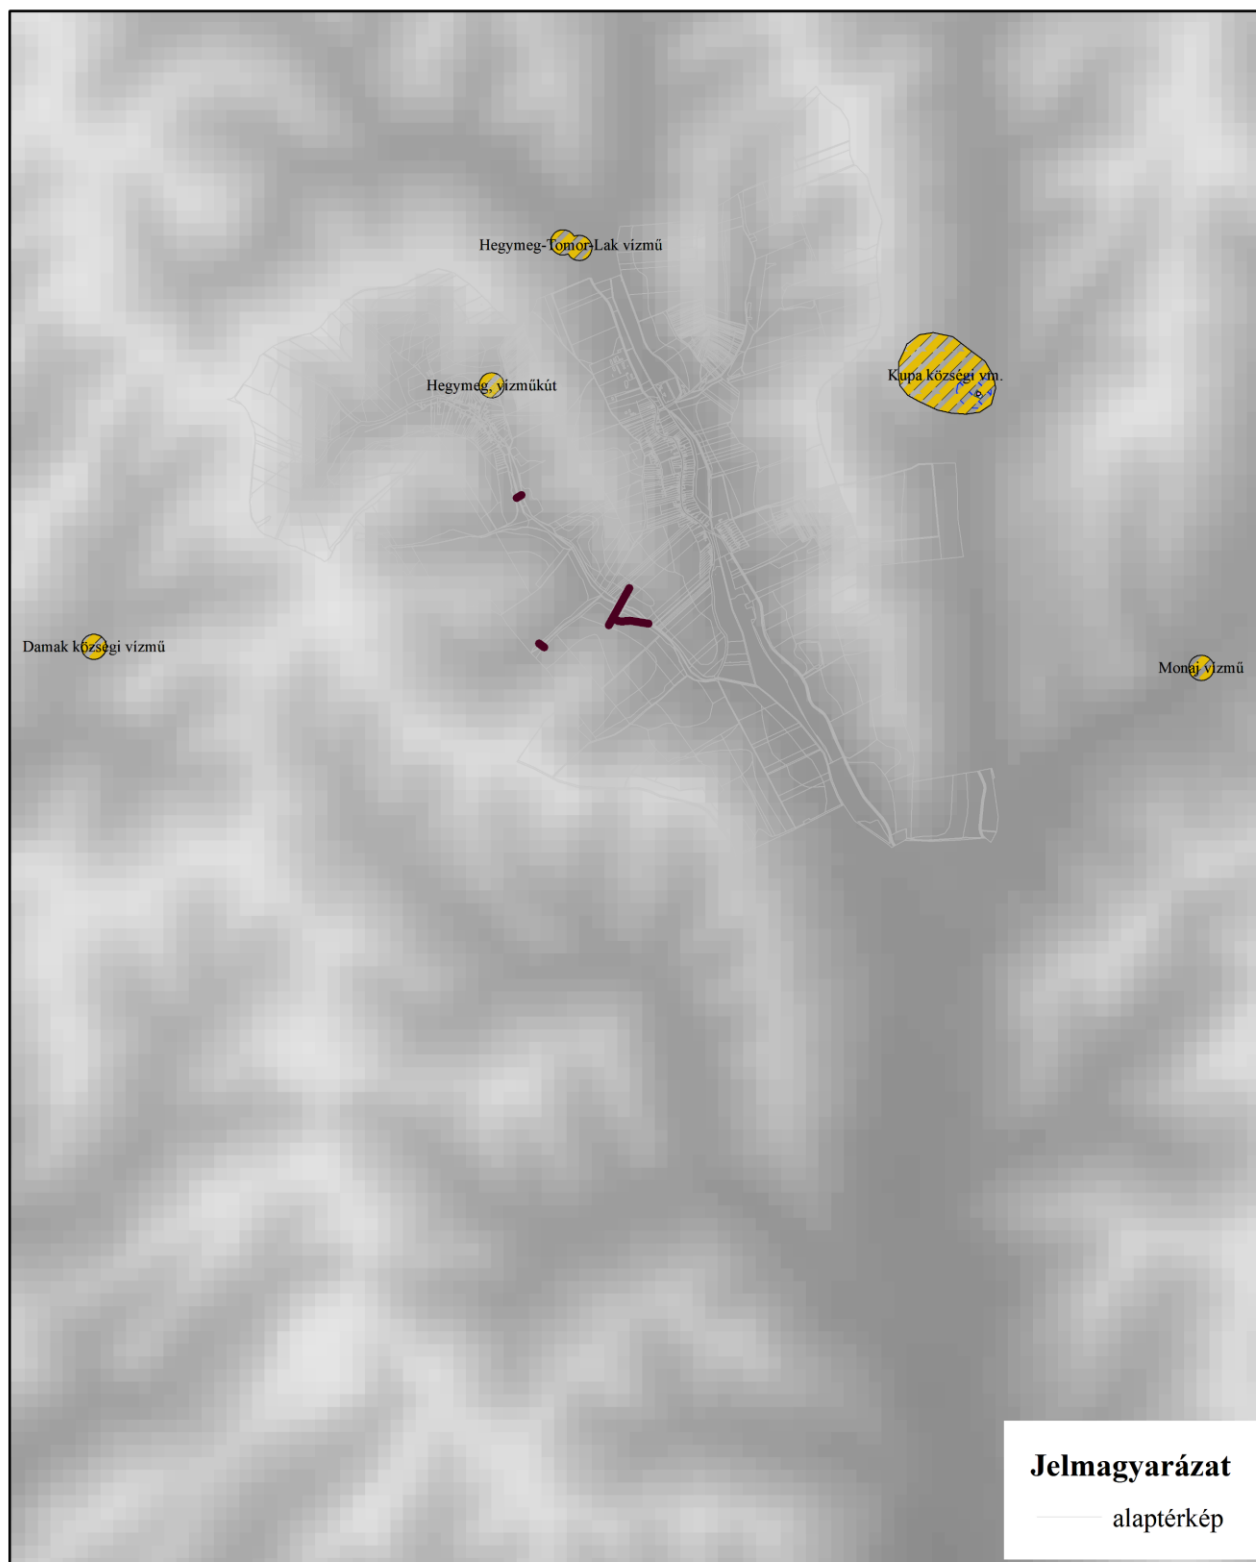 Hegymeg-Tomor-Lak vízmű
Kupa községi vm.
Hegymeg, vízműkút
Damak községi vízmű
Monaj vízmű
Jelmagyarázat
alaptérkép